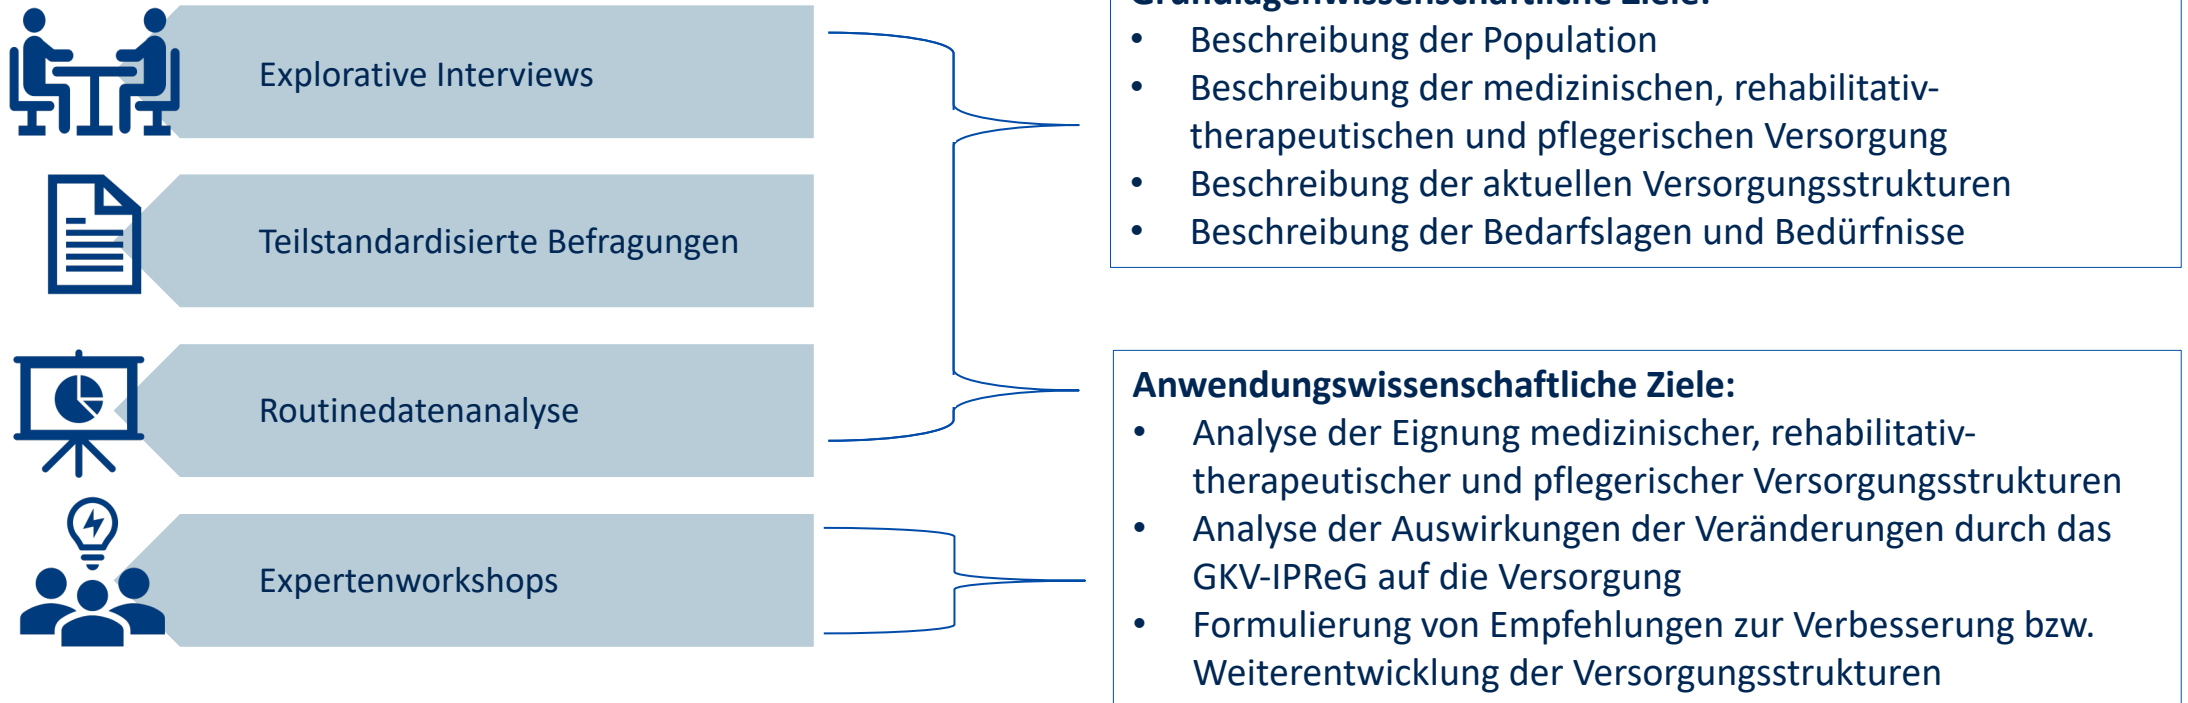 Explorative Interviews
Teilstandardisierte Befragungen
Routinedatenanalyse
Expertenworkshops
Grundlagenwissenschaftliche Ziele:
• Beschreibung der Population
• Beschreibung der medizinischen, rehabilitativ-
therapeutischen und pflegerischen Versorgung
• Beschreibung der aktuellen Versorgungsstrukturen
• Beschreibung der Bedarfslagen und Bedürfnisse
Anwendungswissenschaftliche Ziele:
• Analyse der Eignung medizinischer, rehabilitativ-
therapeutischer und pflegerischer Versorgungsstrukturen
• Analyse der Auswirkungen der Veränderungen durch das
GKV-IPReG auf die Versorgung
• Formulierung von Empfehlungen zur Verbesserung bzw.
Weiterentwicklung der Versorgungsstrukturen